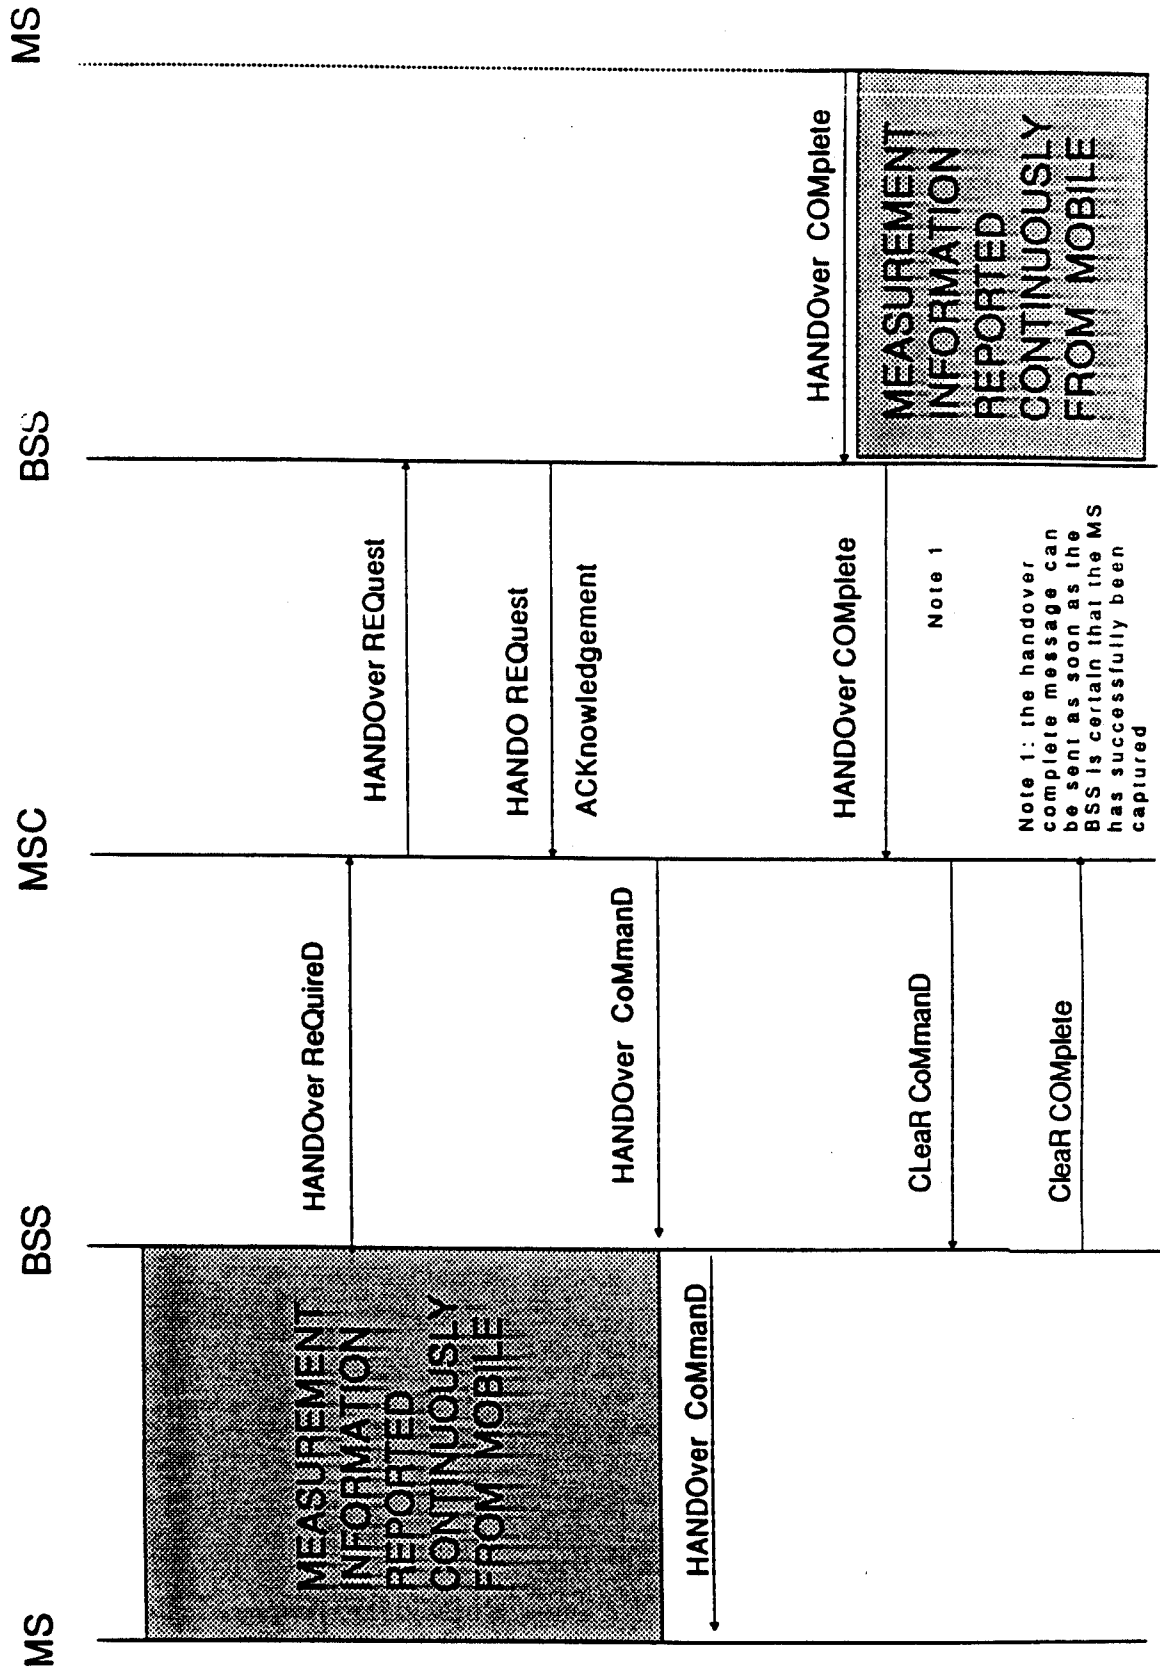 MS
BSS
MSC
BSS
MS
MEASUREMENT
INFORMATION
REPORTED
CONTINUOUSLY
FROM MOBILE
HANDOver ReQuireD
HANDOver REQuest
HANDO REQuest
ACKnowledgement
HANDOver CoMmanD
HANDOver CoMmanD
HANDOver COMplete
HANDOver COMplete
MEASUREMENT
INFORMATION
REPORTED
CONTINUOUSLY
FROM MOBILE
CLeaR CoMmanD
Note 1
CleaR COMplete
Note 1: the handover
complete message can
be sent as soon as the
BSS is certain that the MS
has successfully been
captured